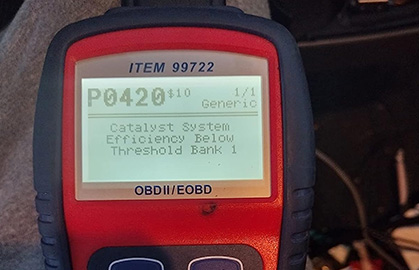 ITEM 99722
P0420 $10 1/1
Generic
Catalyst System
Efficiency Below
Threshold Bank 1
OBDII/EOBD